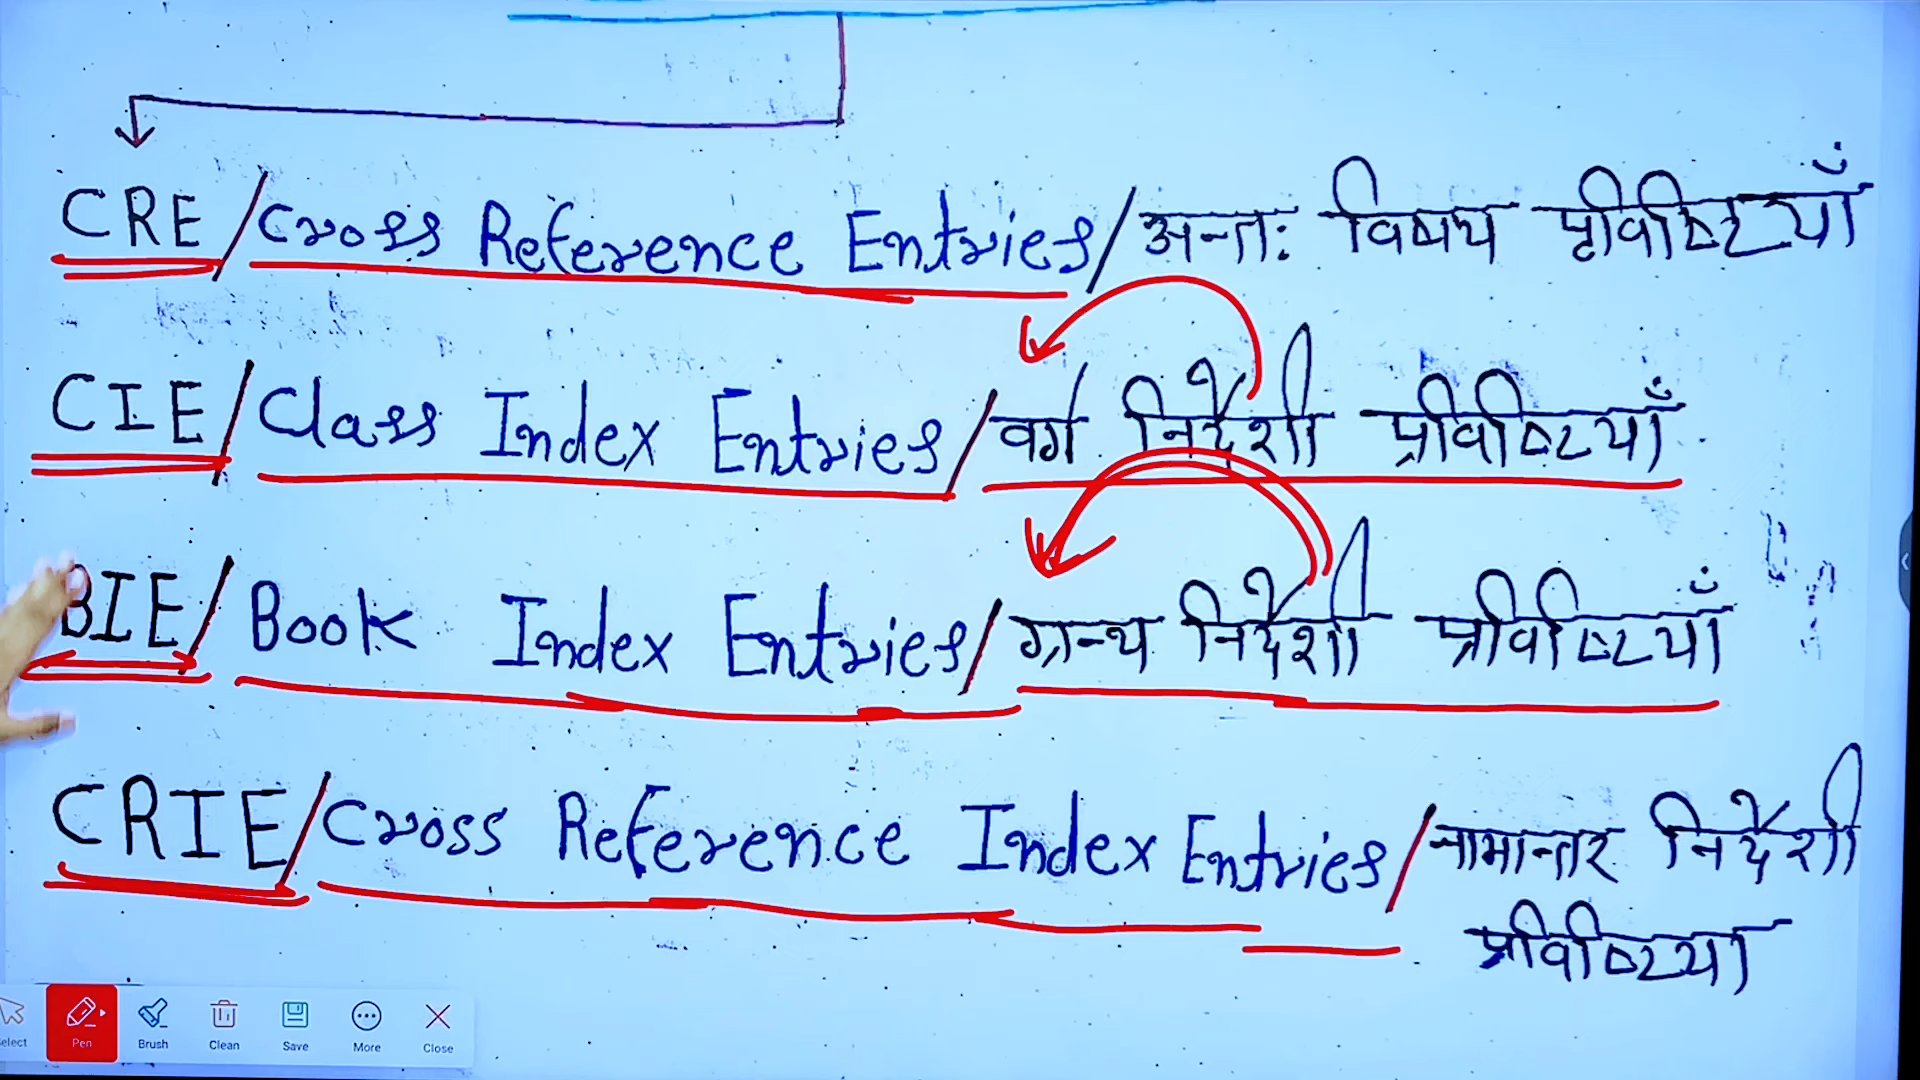 CRE/Cross Reference Entries/अन्तः विषय प्रविष्टियाँ
CIE/Class Index Entries/वर्ग निर्देशी प्रविष्टियाँ
BIE/Book Index Entries/ग्रन्थ निर्देशी प्रविष्टियाँ
CRIE/Cross Reference Index Entries/नामान्तर निर्देशी
प्रविष्टिया
Select Pen Brush Clean Save More Close